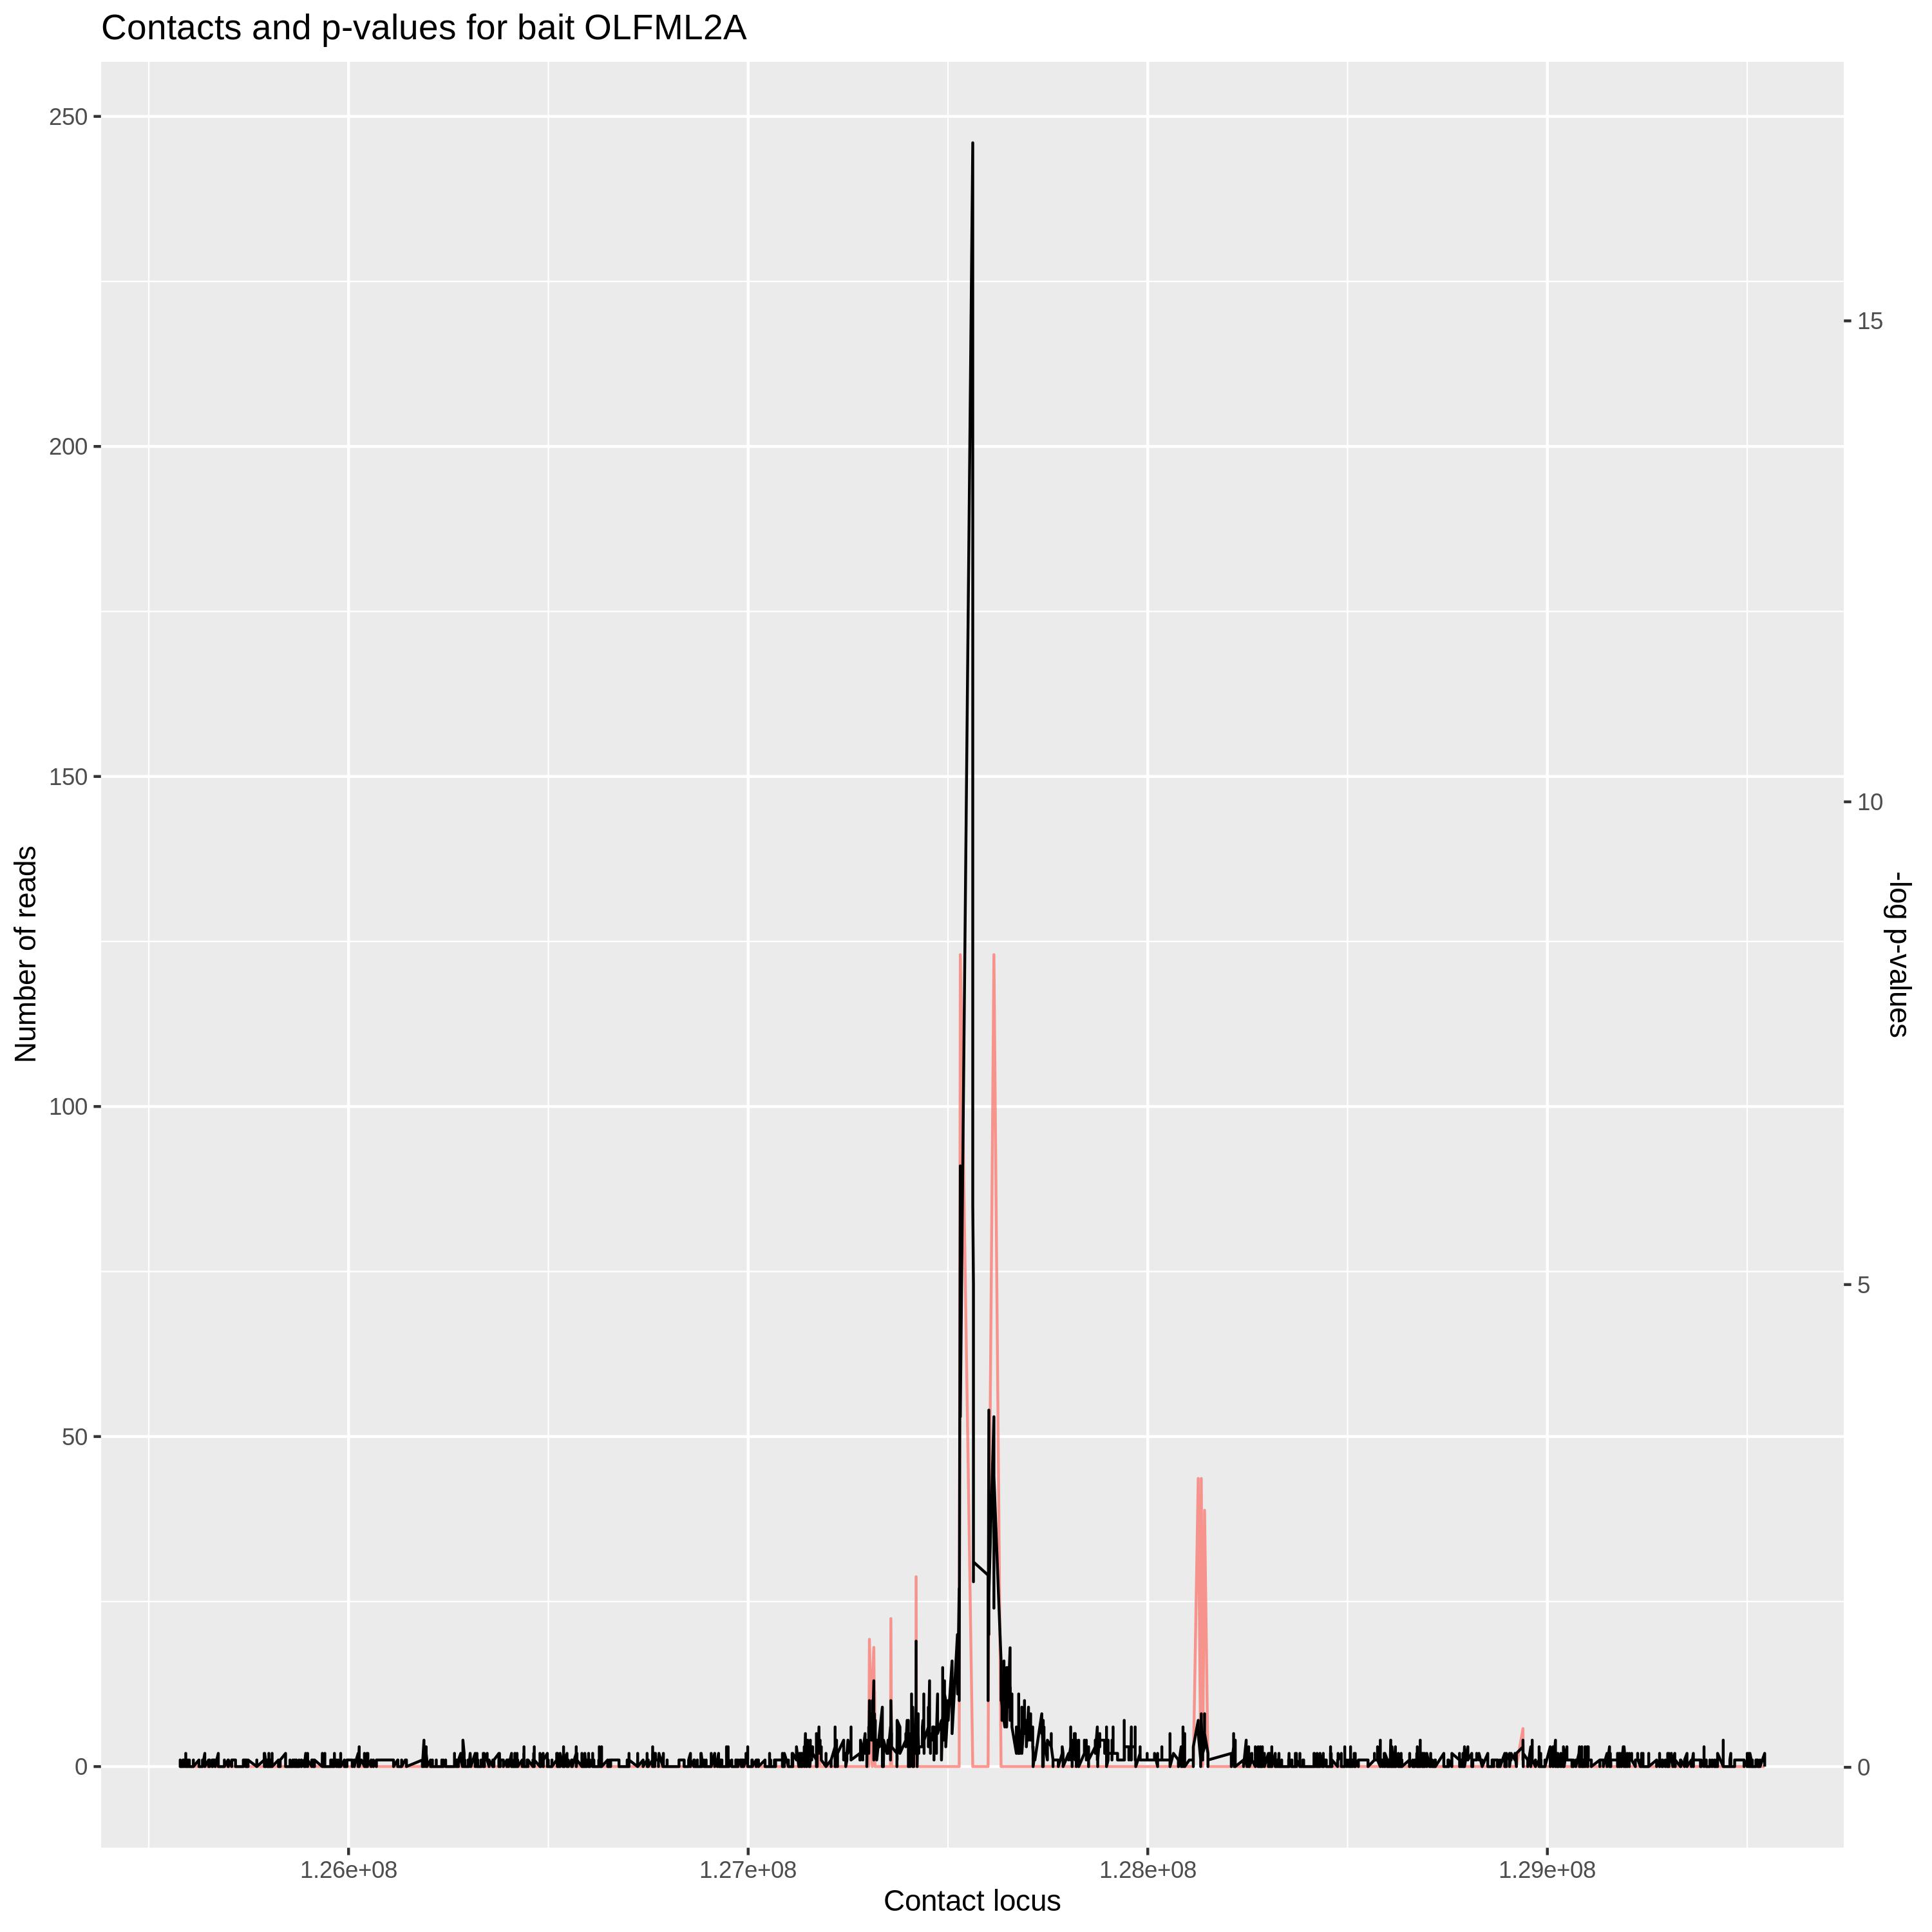 Contacts and p-values for bait OLFML2A
250
200
150
100
50
0
Number of reads
15
10
5
0
-log p-values
1.26e+08
1.27e+08
1.28e+08
1.29e+08
Contact locus